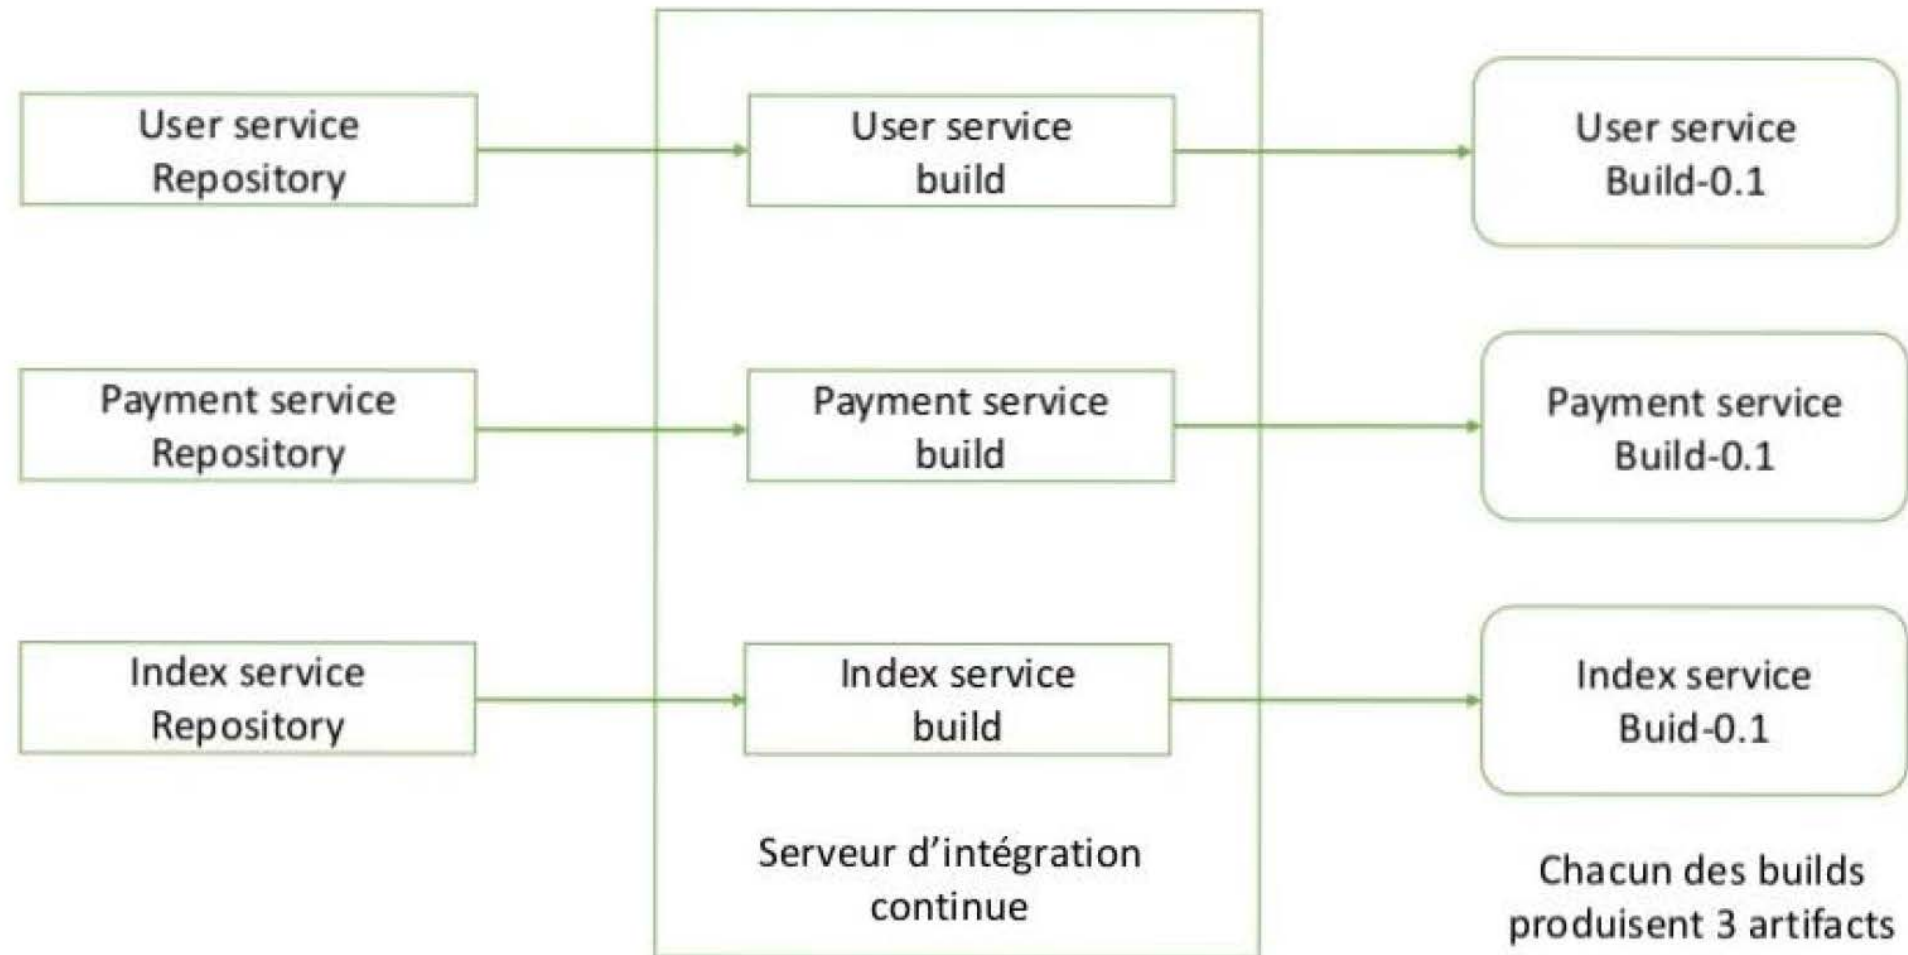 User service
Repository
User service
build
User service
Build-0.1
Payment service
Repository
Payment service
build
Payment service
Build-0.1
Index service
Repository
Index service
build
Index service
Buid-0.1
Serveur d'intégration
continue
Chacun des builds
produisent 3 artifacts